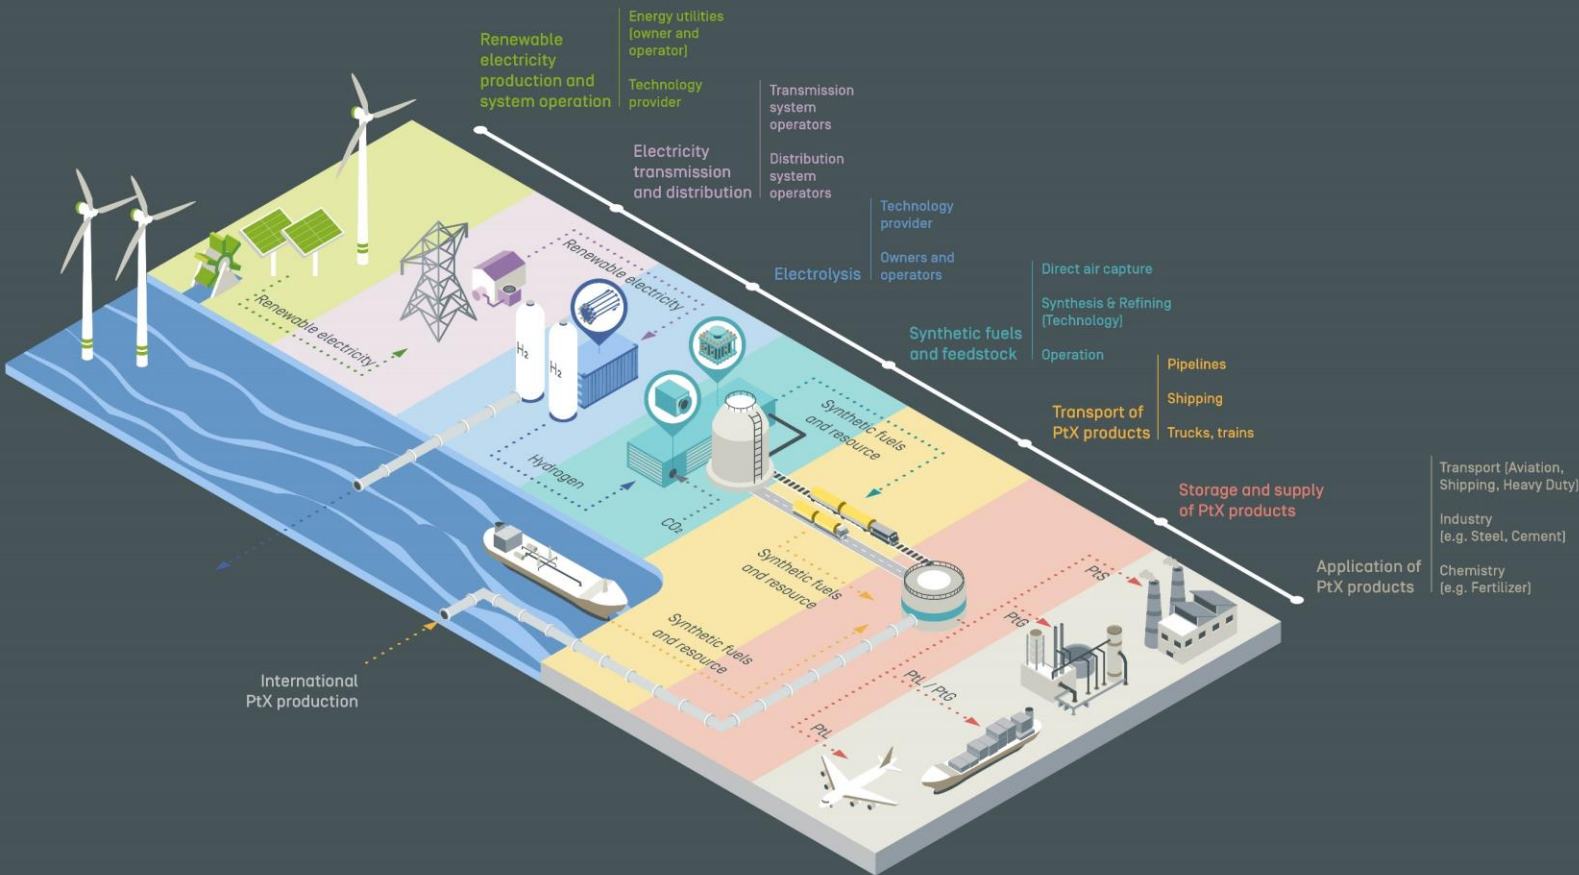 Renewable
electricity
production and
system operation
Energy utilities
[owner and
operator]
Technology
provider
Electricity
transmission
and distribution
Transmission
system
operators
Distribution
system
operators
Electrolysis
Technology
provider
Owners and
operators
Synthetic fuels
and feedstock
Direct air capture
Synthesis & Refining
[Technology]
Operation
Transport of
PtX products
Pipelines
Shipping
Trucks, trains
Storage and supply
of PtX products
Application of
PtX products
Transport [Aviation,
Shipping, Heavy Duty]
Industry
[e.g. Steel, Cement]
Chemistry
[e.g. Fertilizer]
Renewable electricity
Renewable electricity
H₂
H₂
Hydrogen
CO₂
Synthetic fuels
and resource
Synthetic fuels
and resource
Synthetic fuels
and resource
PtS
PtG
PtL / PtG
PtL
International
PtX production